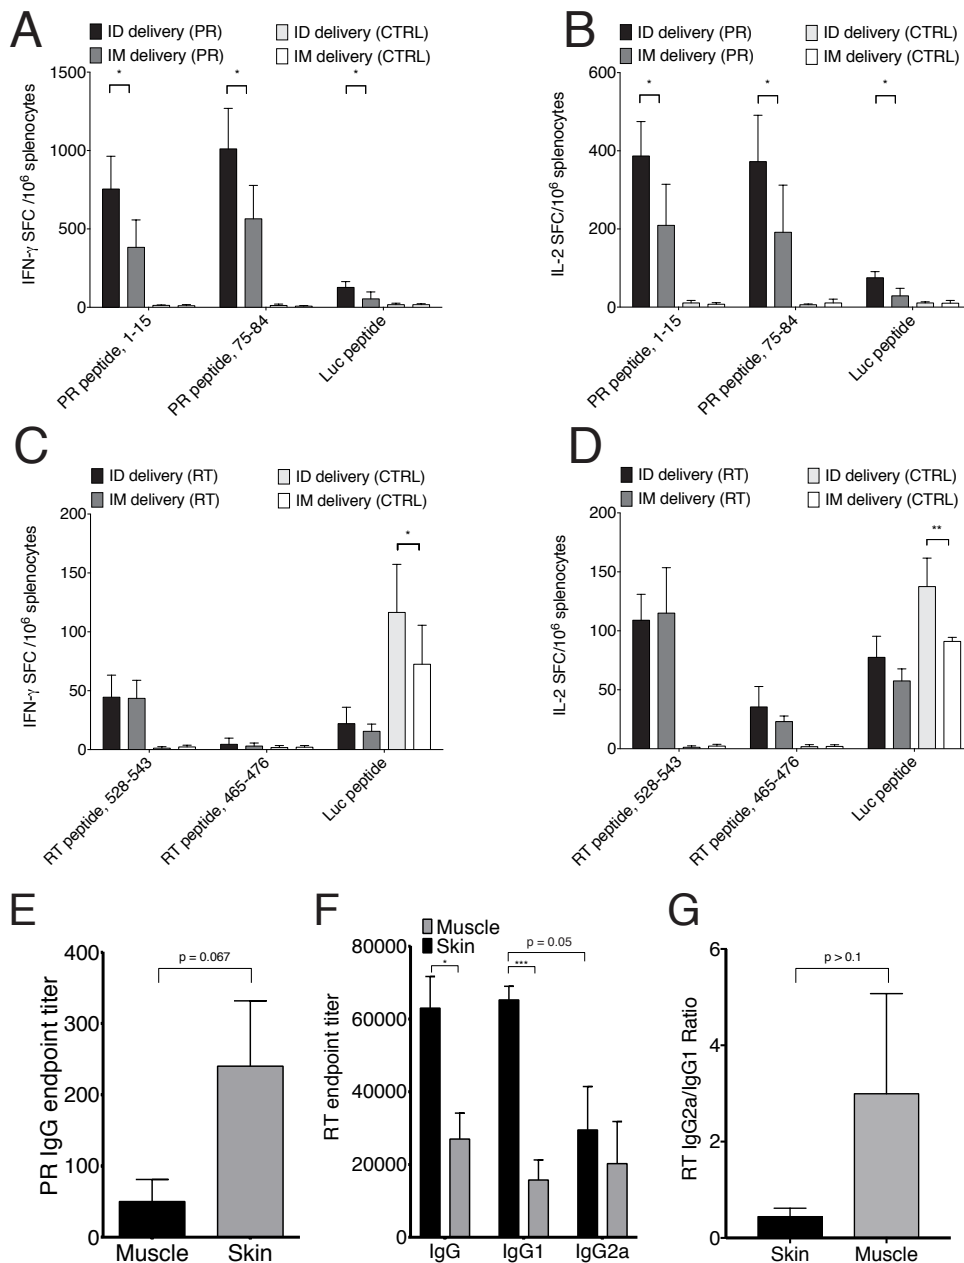 A
ID delivery (PR)
IM delivery (PR)
ID delivery (CTRL)
IM delivery (CTRL)
IFN-γ SFC /10⁶ splenocytes
1500
1000
500
0
*
*
*
PR peptide, 1-15
PR peptide, 75-84
Luc peptide
B
ID delivery (PR)
IM delivery (PR)
ID delivery (CTRL)
IM delivery (CTRL)
IL-2 SFC/10⁶ splenocytes
600
400
200
0
*
*
*
PR peptide, 1-15
PR peptide, 75-84
Luc peptide
C
ID delivery (RT)
IM delivery (RT)
ID delivery (CTRL)
IM delivery (CTRL)
IFN-γ SFC /10⁶ splenocytes
200
150
100
50
0
*
RT peptide, 528-543
RT peptide, 465-476
Luc peptide
D
ID delivery (RT)
IM delivery (RT)
ID delivery (CTRL)
IM delivery (CTRL)
IL-2 SFC/10⁶ splenocytes
200
150
100
50
0
**
RT peptide, 528-543
RT peptide, 465-476
Luc peptide
E
PR IgG endpoint titer
400
300
200
100
0
p = 0.067
Muscle
Skin
F
Muscle
Skin
RT endpoint titer
80000
60000
40000
20000
0
*
***
p = 0.05
IgG
IgG1
IgG2a
G
RT IgG2a/IgG1 Ratio
6
4
2
0
p > 0.1
Skin
Muscle